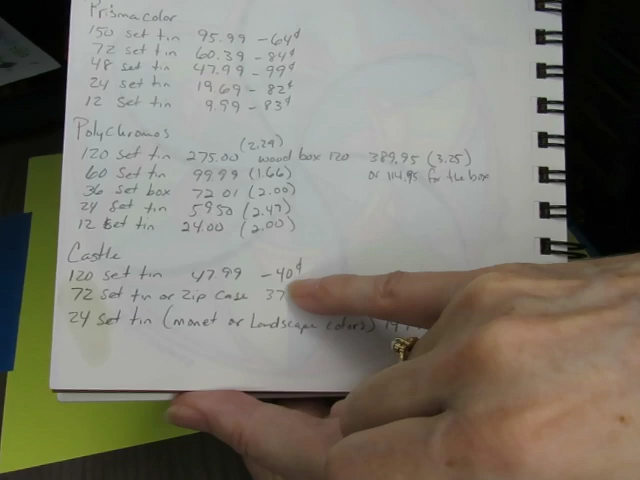 Prismacolor
150 set tin 95.99 - 64¢
72 set tin 60.39 - 84¢
48 set tin 47.99 - 99¢
24 set tin 19.69 - 82¢
12 set tin 9.99 - 83¢
Polychromos
120 set tin 275.00 (2.29) wood box 120 389.95 (3.25)
60 set tin 99.99 (1.66) or 114.95 for the box
36 set box 72.01 (2.00)
24 set tin 59.50 (2.47)
12 set tin 24.00 (2.00)
Castle
120 set tin 47.99 - 40¢
72 set tin or Zip Case 37
24 set tin (monet or landscape colors)